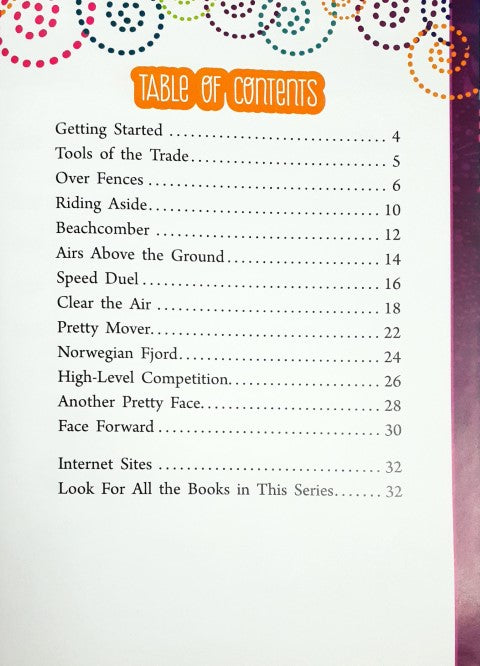 TABLE OF CONTENTS
Getting Started .......................... 4
Tools of the Trade.......................... 5
Over Fences .......................... 6
Riding Aside.......................... 10
Beachcomber .......................... 12
Airs Above the Ground.......................... 14
Speed Duel.......................... 16
Clear the Air .......................... 18
Pretty Mover.......................... 22
Norwegian Fjord.......................... 24
High-Level Competition.......................... 26
Another Pretty Face.......................... 28
Face Forward .......................... 30
Internet Sites .......................... 32
Look For All the Books in This Series....... 32